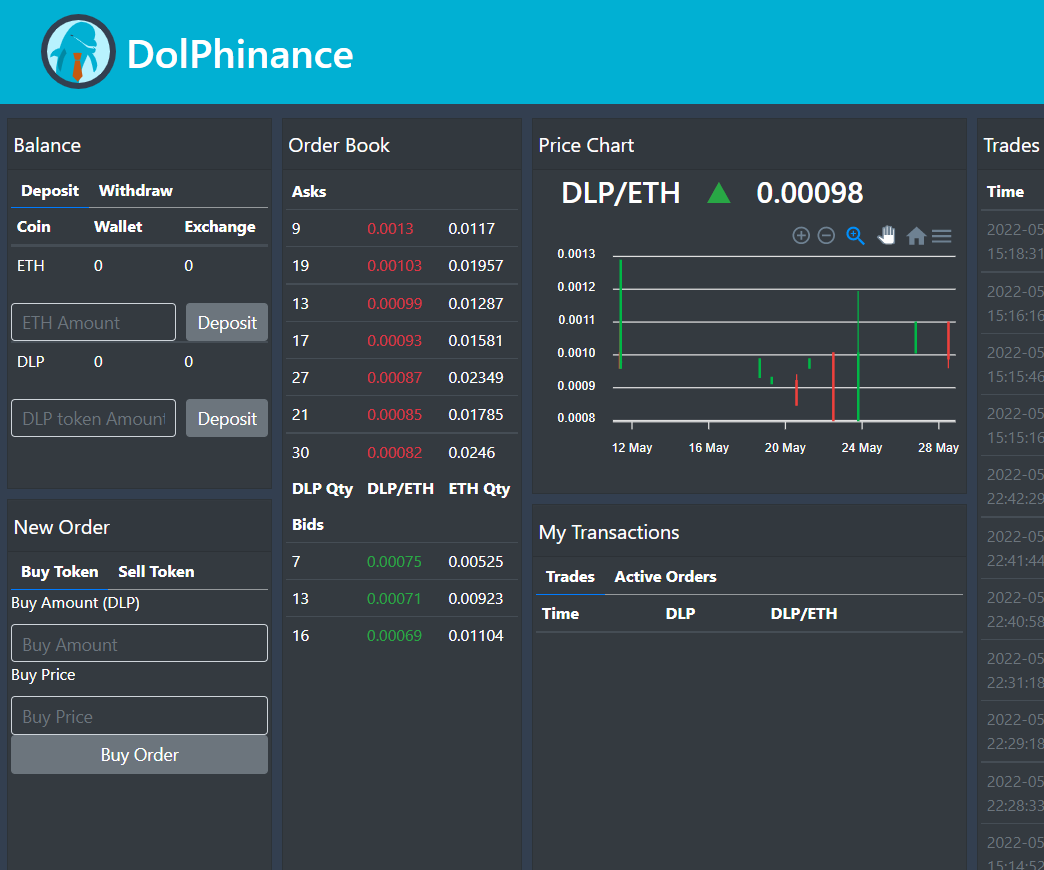 DolPhinance
Balance
Deposit Withdraw
Coin Wallet Exchange
ETH 0 0
ETH Amount Deposit
DLP 0 0
DLP token Amount Deposit
New Order
Buy Token Sell Token
Buy Amount (DLP)
Buy Amount
Buy Price
Buy Price
Buy Order
Order Book
Asks
9 0.0013 0.0117
19 0.00103 0.01957
13 0.00099 0.01287
17 0.00093 0.01581
27 0.00087 0.02349
21 0.00085 0.01785
30 0.00082 0.0246
DLP Qty DLP/ETH ETH Qty
Bids
7 0.00075 0.00525
13 0.00071 0.00923
16 0.00069 0.01104
Price Chart
DLP/ETH 0.00098
0.0013
0.0012
0.0011
0.0010
0.0009
0.0008
12 May 16 May 20 May 24 May 28 May
My Transactions
Trades Active Orders
Time DLP DLP/ETH
Trades
Time
2022-05
15:18:31
2022-05
15:16:16
2022-05
15:15:46
2022-05
15:15:16
2022-05
22:42:29
2022-05
22:41:44
2022-05
22:40:58
2022-05
22:31:18
2022-05
22:29:18
2022-05
22:28:33
2022-05
15:14:52